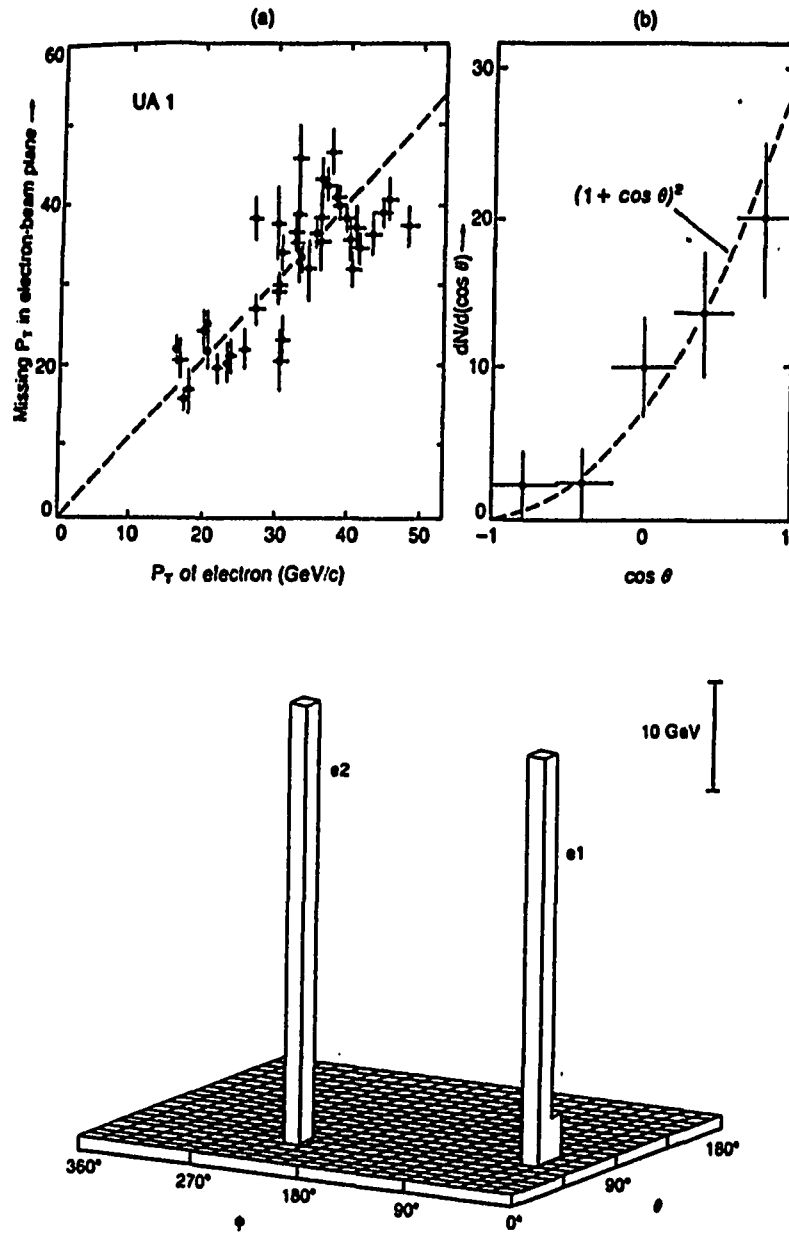 (a)
Missing P_T in electron-beam plane →
60
40
20
0
UA 1
0 10 20 30 40 50
P_T of electron (GeV/c)
(b)
dN/d(cos θ) →
30
20
10
0
(1 + cos θ)²
-1 0 1
cos θ
10 GeV
e2
e1
360°
270°
180°
90°
0°
φ
90°
180°
θ